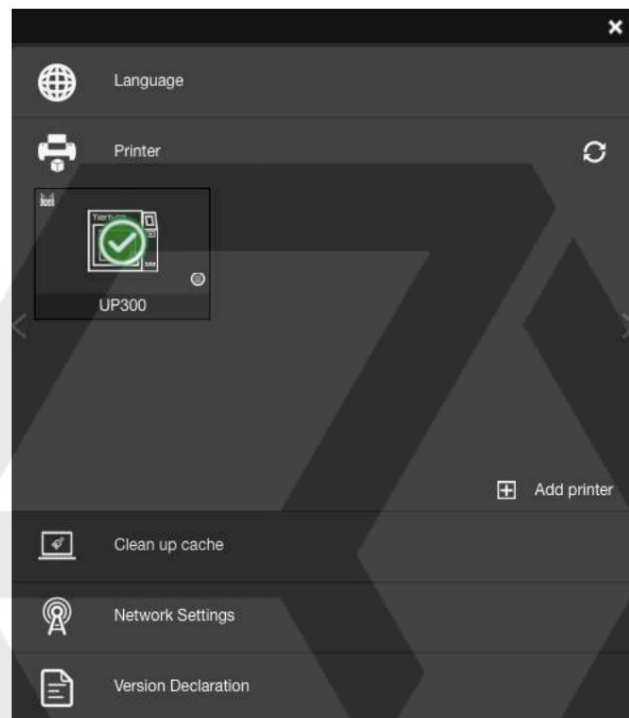 Language
Printer
UP300
Add printer
Clean up cache
Network Settings
Version Declaration